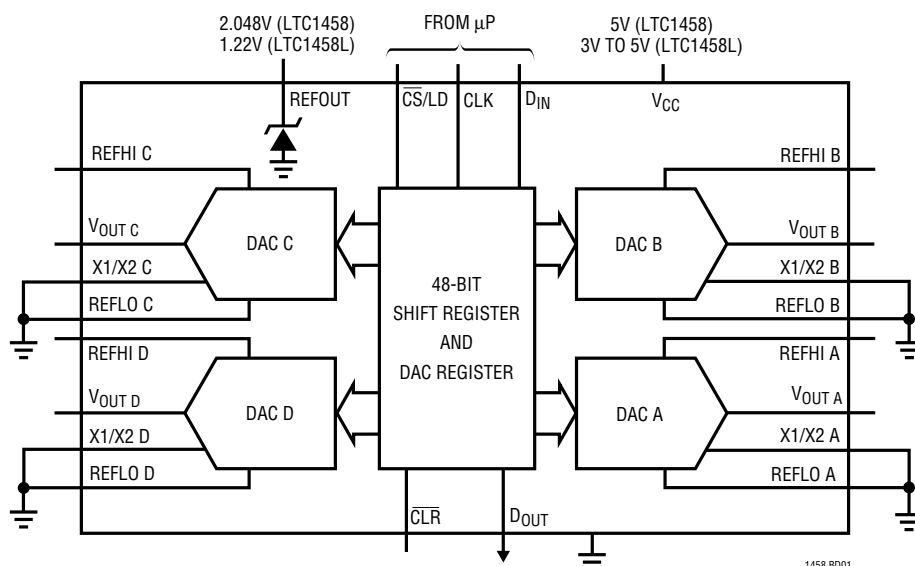 2.048V (LTC1458)
1.22V (LTC1458L)
FROM µP
5V (LTC1458)
3V TO 5V (LTC1458L)
REFOUT
CS/LD
CLK
DIN
VCC
REFHI C
REFHI B
VOUT C
DAC C
DAC B
VOUT B
X1/X2 C
X1/X2 B
REFLO C
REFLO B
48-BIT
SHIFT REGISTER
AND
DAC REGISTER
REFHI D
REFHI A
VOUT D
DAC D
DAC A
VOUT A
X1/X2 D
X1/X2 A
REFLO D
REFLO A
CLR
DOUT
1458 BD01